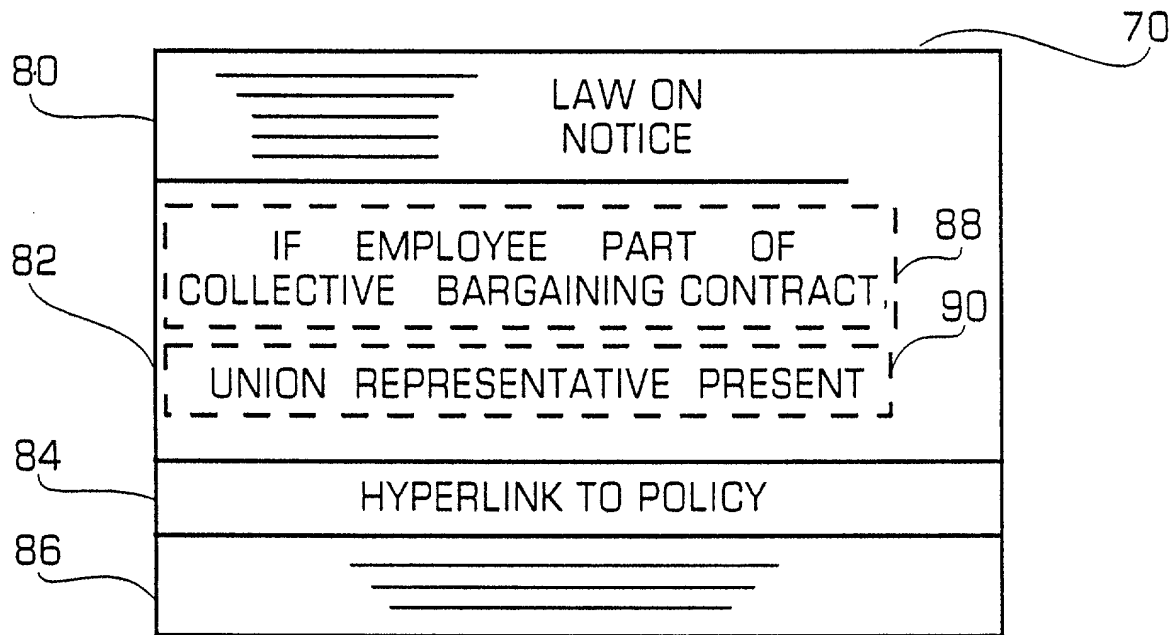 70
80
LAW ON
NOTICE
IF EMPLOYEE PART OF
COLLECTIVE BARGAINING CONTRACT,
88
82
90
UNION REPRESENTATIVE PRESENT
84
HYPERLINK TO POLICY
86